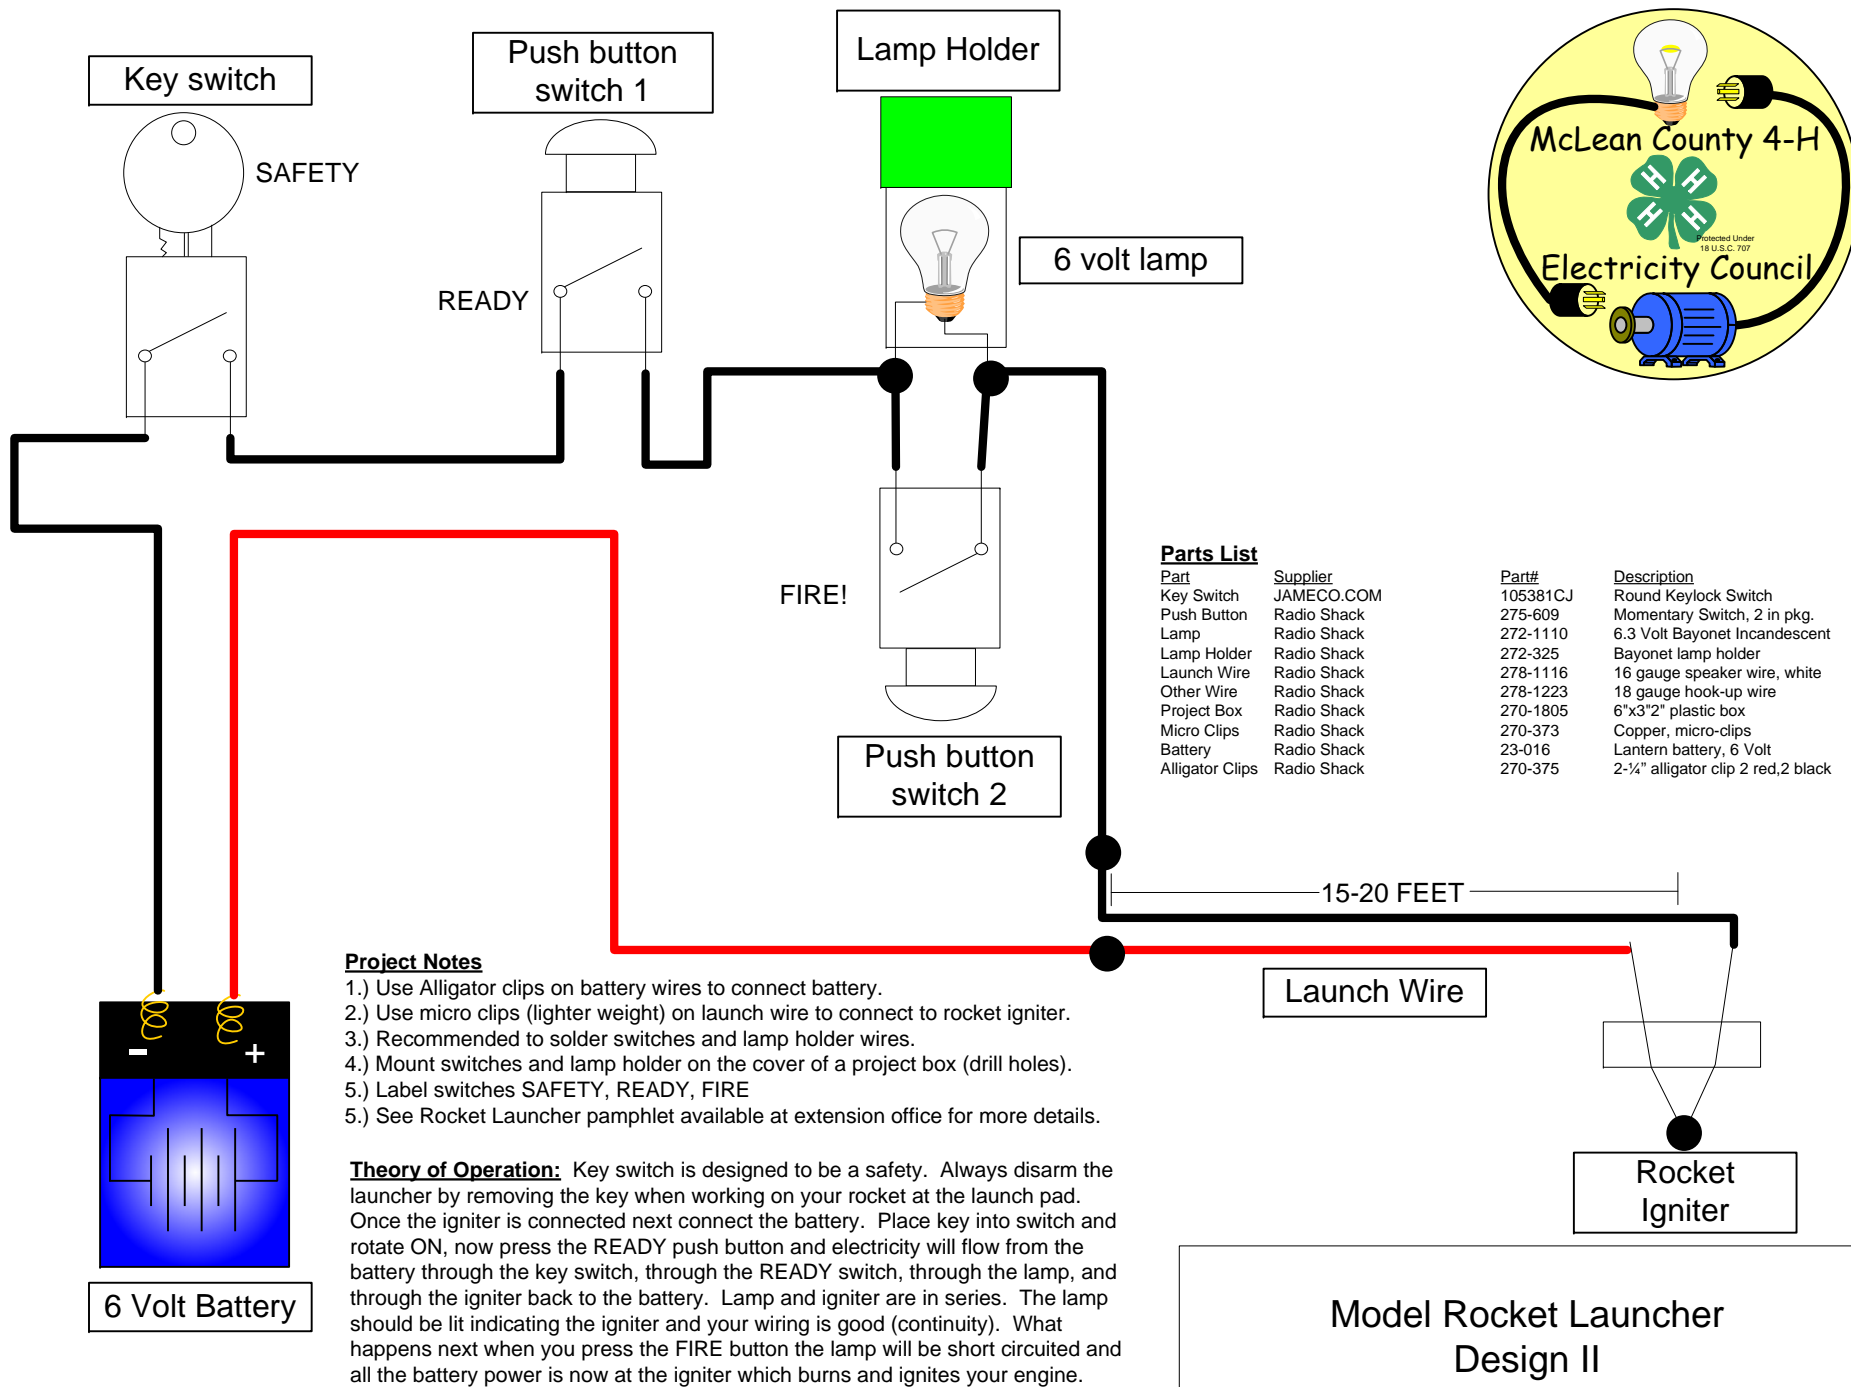 Key switch
SAFETY
Push button
switch 1
READY
Lamp Holder
6 volt lamp
McLean County 4-H
H H
H H
Protected Under
18 U.S.C. 707
Electricity Council
FIRE!
Push button
switch 2
Parts List
Part Supplier Part# Description
Key Switch JAMECO.COM 105381CJ Round Keylock Switch
Push Button Radio Shack 275-609 Momentary Switch, 2 in pkg.
Lamp Radio Shack 272-1110 6.3 Volt Bayonet Incandescent
Lamp Holder Radio Shack 272-325 Bayonet lamp holder
Launch Wire Radio Shack 278-1116 16 gauge speaker wire, white
Other Wire Radio Shack 278-1223 18 gauge hook-up wire
Project Box Radio Shack 270-1805 6"x3"2" plastic box
Micro Clips Radio Shack 270-373 Copper, micro-clips
Battery Radio Shack 23-016 Lantern battery, 6 Volt
Alligator Clips Radio Shack 270-375 2-¼” alligator clip 2 red,2 black
15-20 FEET
Launch Wire
Rocket
Igniter
- +
6 Volt Battery
Project Notes
1.) Use Alligator clips on battery wires to connect battery.
2.) Use micro clips (lighter weight) on launch wire to connect to rocket igniter.
3.) Recommended to solder switches and lamp holder wires.
4.) Mount switches and lamp holder on the cover of a project box (drill holes).
5.) Label switches SAFETY, READY, FIRE
5.) See Rocket Launcher pamphlet available at extension office for more details.
Theory of Operation: Key switch is designed to be a safety. Always disarm the
launcher by removing the key when working on your rocket at the launch pad.
Once the igniter is connected next connect the battery. Place key into switch and
rotate ON, now press the READY push button and electricity will flow from the
battery through the key switch, through the READY switch, through the lamp, and
through the igniter back to the battery. Lamp and igniter are in series. The lamp
should be lit indicating the igniter and your wiring is good (continuity). What
happens next when you press the FIRE button the lamp will be short circuited and
all the battery power is now at the igniter which burns and ignites your engine.
Model Rocket Launcher
Design II